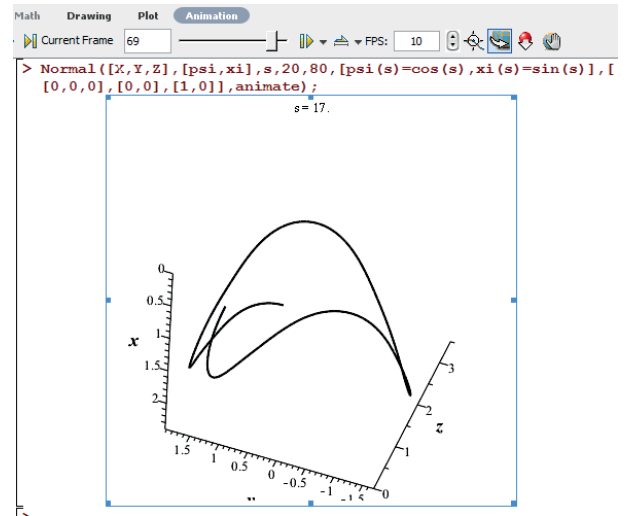 Math Drawing Plot Animation
Current Frame 69 FPS: 10
> Normal([X,Y,Z],[psi,xi],s,20,80,[psi(s)=cos(s),xi(s)=sin(s)],[
[0,0,0],[0,0],[1,0]],animate);
s = 17.
0
0.5
1
x
1.5
2
3
2
z
1
0
1.5 1 0.5 0 -0.5 -1 -1.5
>